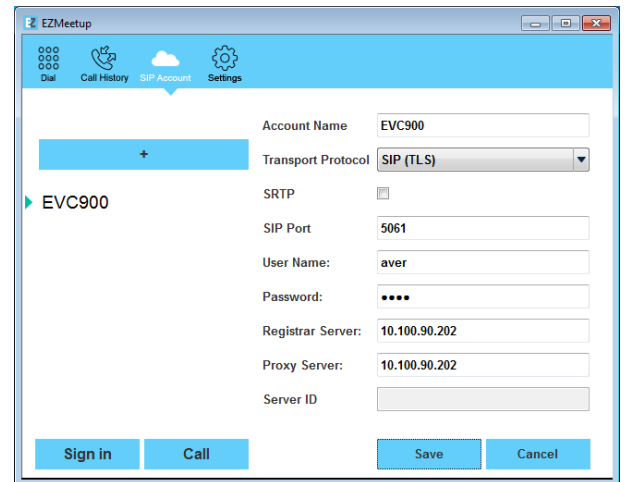 EZ EZMeetup
Dial Call History SIP Account Settings
Account Name EVC900
+
Transport Protocol SIP (TLS)
EVC900
SRTP
SIP Port 5061
User Name: aver
Password: ••••
Registrar Server: 10.100.90.202
Proxy Server: 10.100.90.202
Server ID
Sign in Call Save Cancel